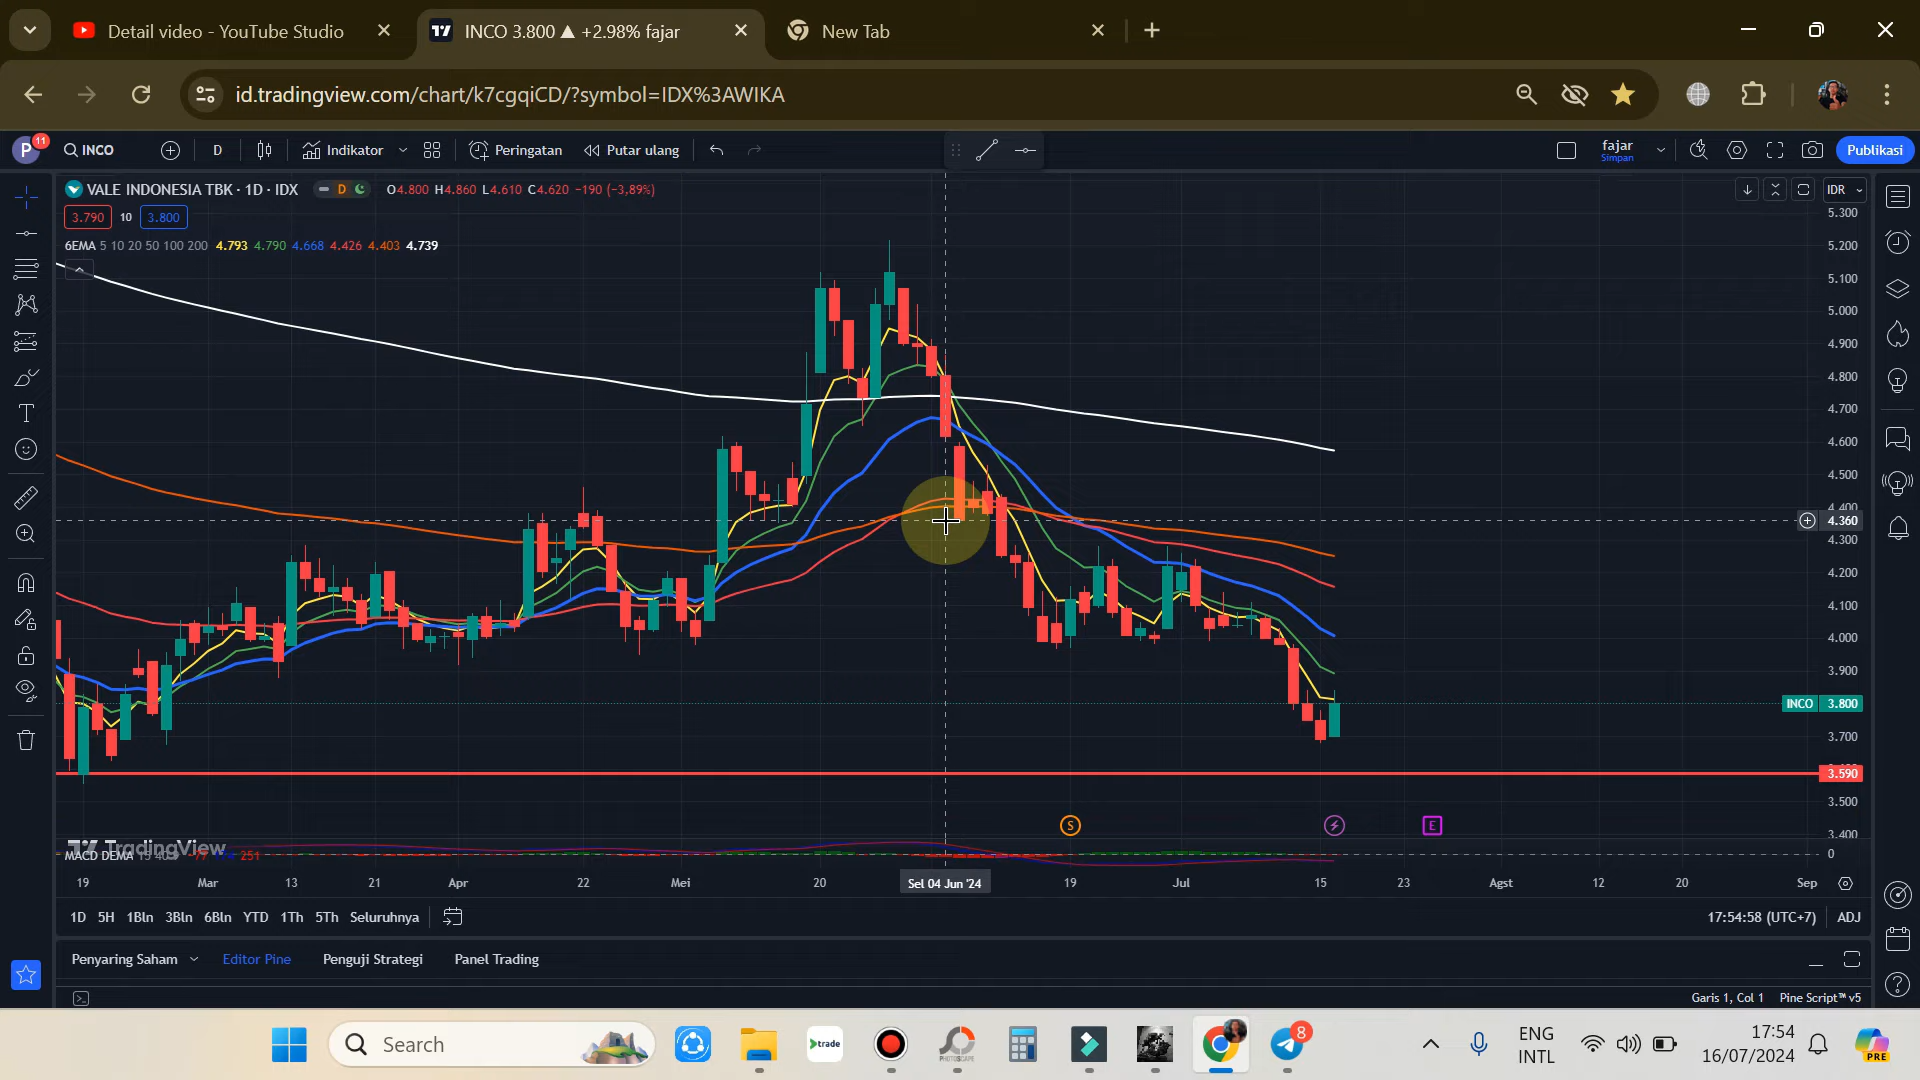 Detail video - YouTube Studio
INCO 3.800 ▲ +2.98% fajar
New Tab
id.tradingview.com/chart/k7cgqiCD/?symbol=IDX%3AWIKA
P 11
INCO
D
Indikator
Peringatan
Putar ulang
fajar
Simpan
Publikasi
VALE INDONESIA TBK · 1D · IDX
D
O4.800 H4.860 L4.610 C4.620 −190 (−3,89%)
IDR
3.790 10 3.800
6EMA 5 10 20 50 100 200 4.793 4.790 4.668 4.426 4.403 4.739
5.300
5.200
5.100
5.000
4.900
4.800
4.700
4.600
4.500
4.400
4.360
4.300
4.200
4.100
4.000
3.900
INCO 3.800
3.700
3.590
3.500
3.400
S
E
TradingView
MACD DEMA
251
0
19 Mar 13 21 Apr 22 Mei 20 Sel 04 Jun '24 19 Jul 15 23 Agst 12 20 Sep
1D 5H 1Bln 3Bln 6Bln YTD 1Th 5Th Seluruhnya
17:54:58 (UTC+7) ADJ
Penyaring Saham
Editor Pine
Penguji Strategi
Panel Trading
Garis 1, Col 1 Pine Script™ v5
Search
trade
PHOTOSCAPE
8
ENG
INTL
17:54
16/07/2024
PRE